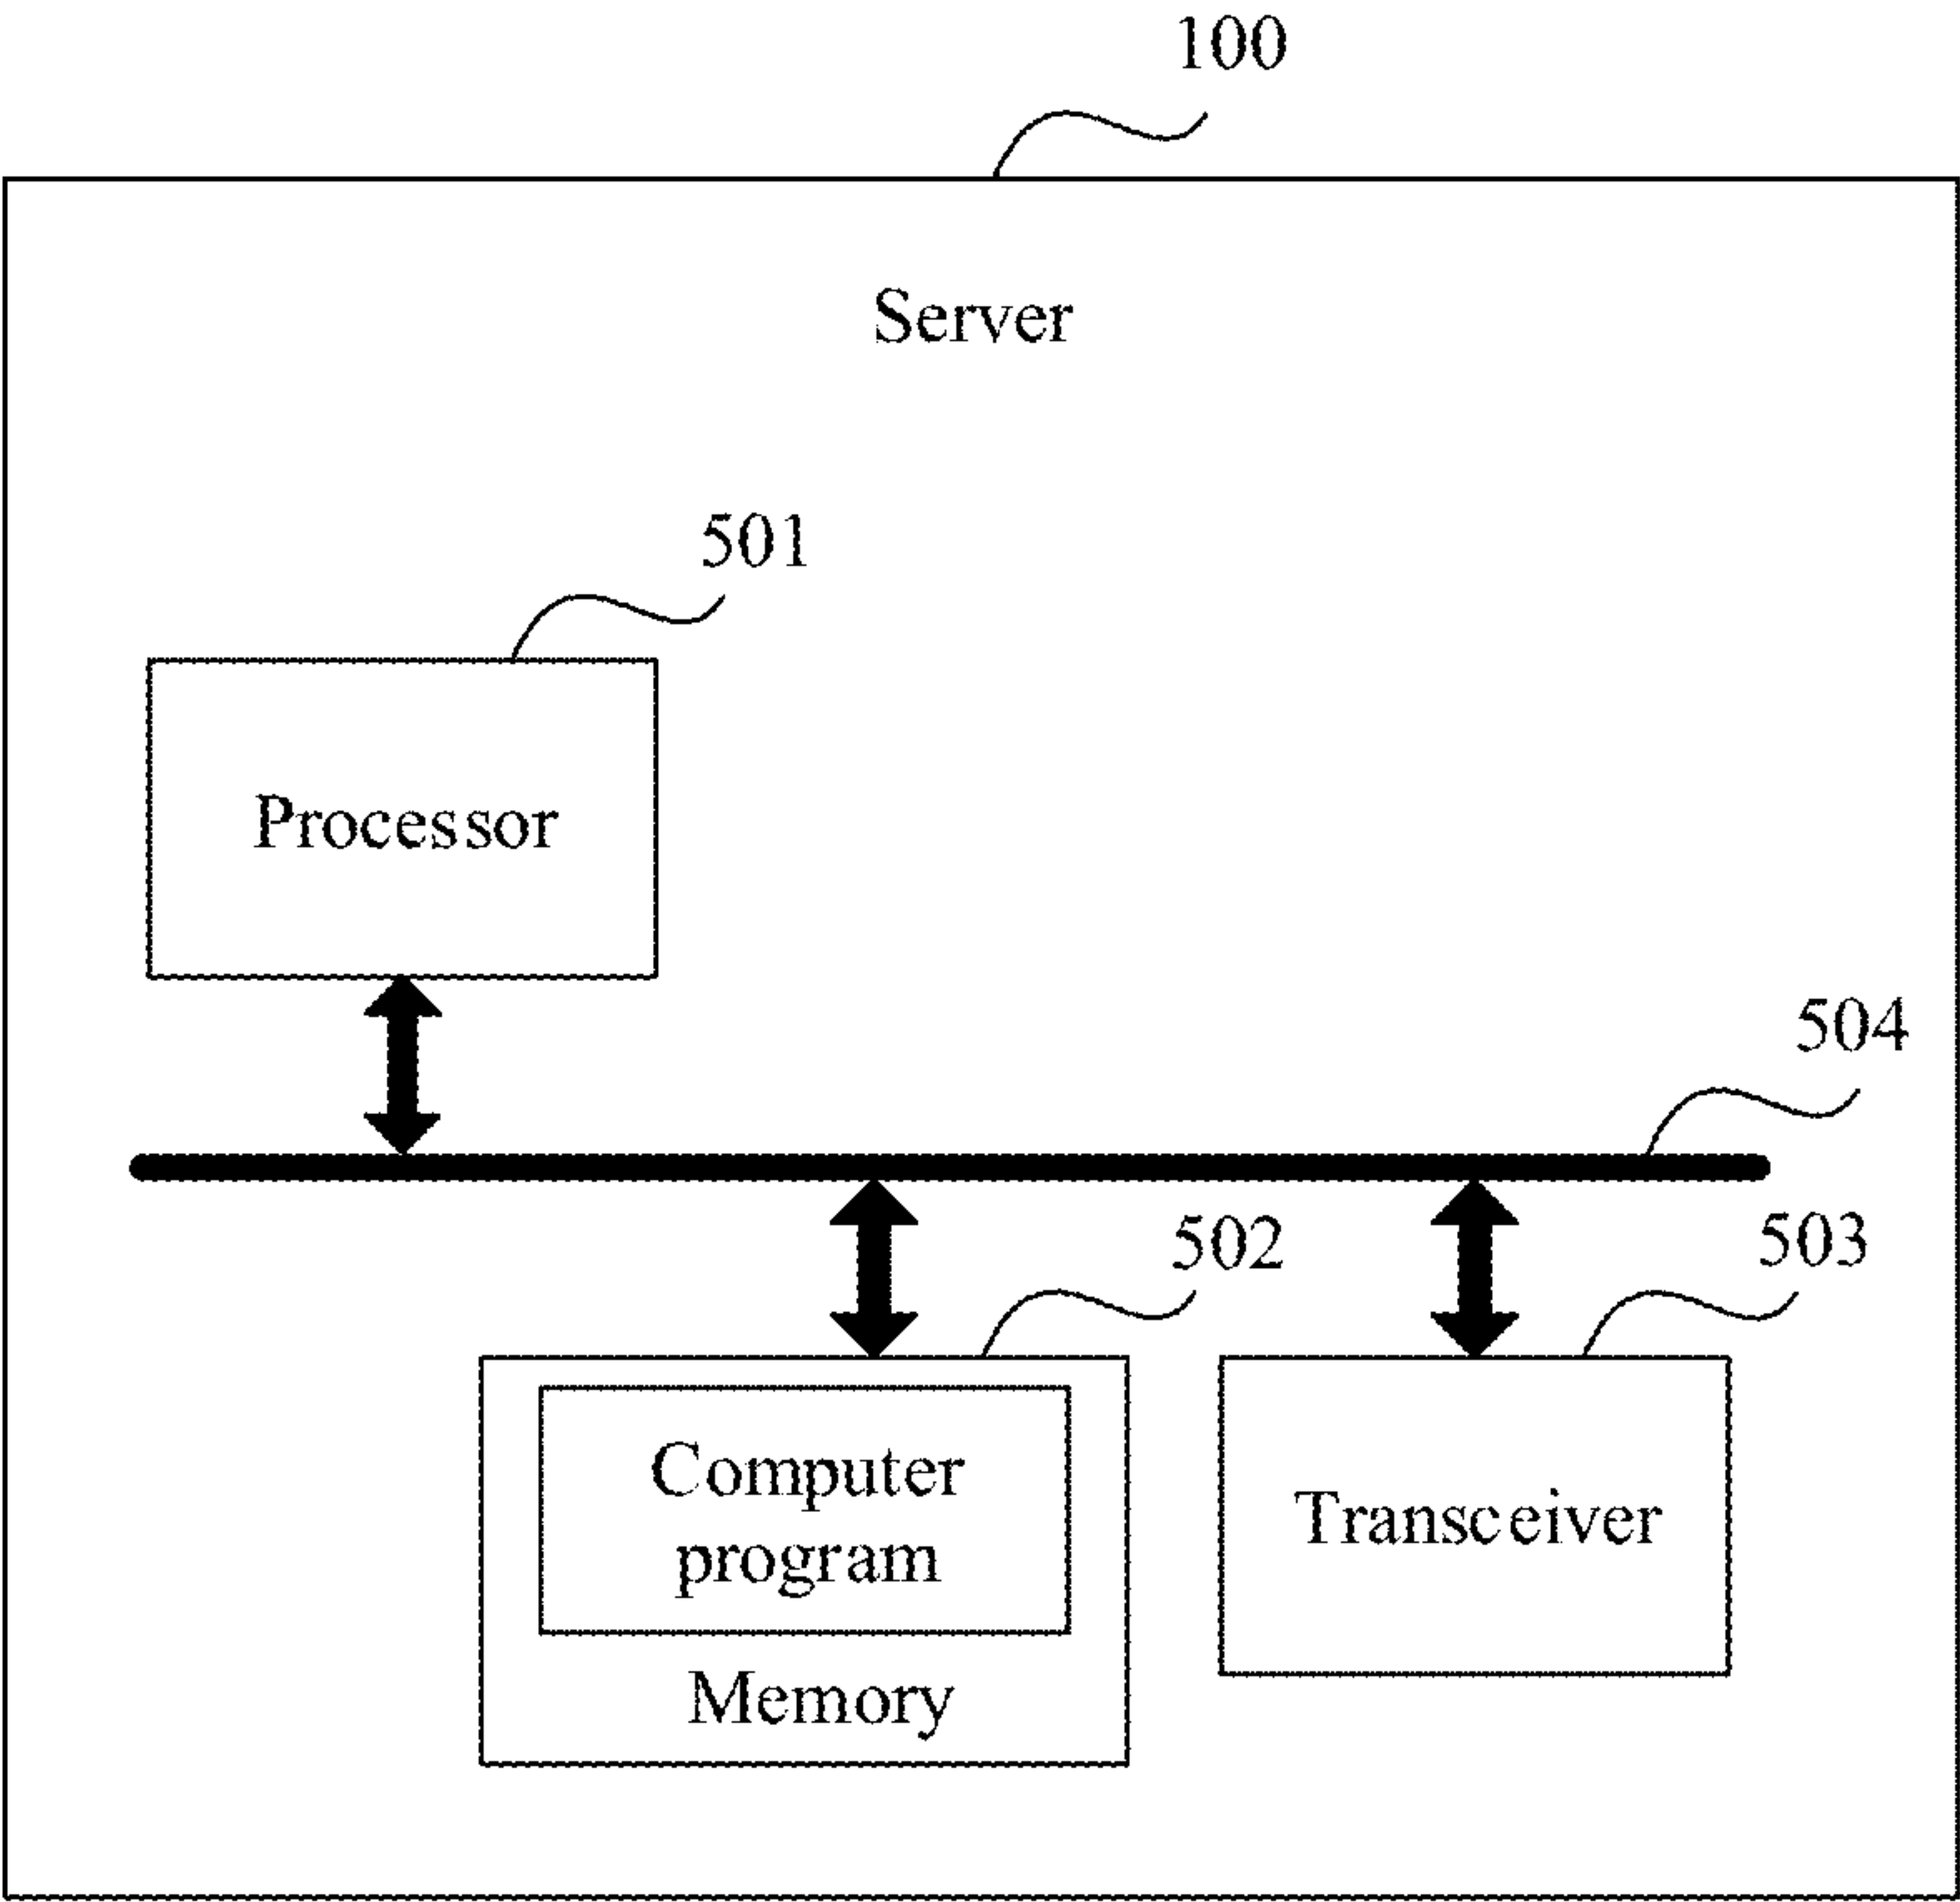 100
Server
501
Processor
504
502
503
Computer
program
Transceiver
Memory